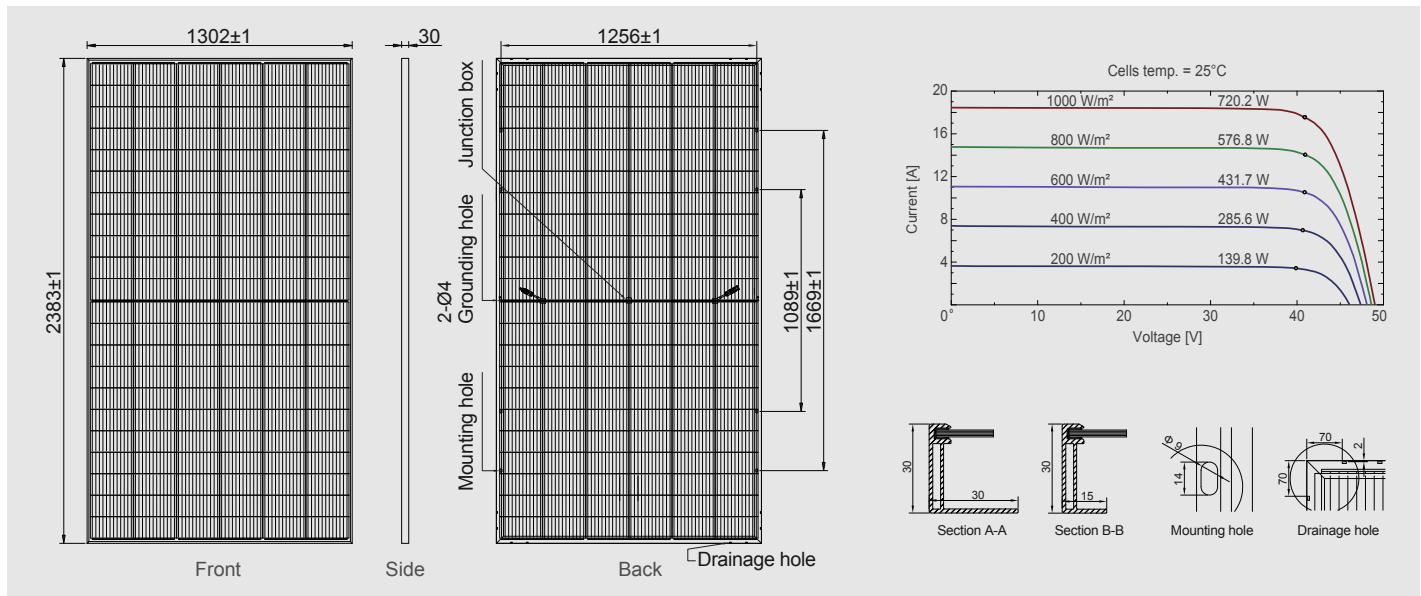 1302±1
30
1256±1
2383±1
Junction box
2-Ø4
Grounding hole
Mounting hole
1089±1
1669±1
Drainage hole
Front
Side
Back
Cells temp. = 25°C
Current [A]
20
16
12
8
4
1000 W/m² 720.2 W
800 W/m² 576.8 W
600 W/m² 431.7 W
400 W/m² 285.6 W
200 W/m² 139.8 W
0° 10 20 30 40 50
Voltage [V]
30
30
Section A-A
30
15
Section B-B
14
Mounting hole
70
2
70
Drainage hole